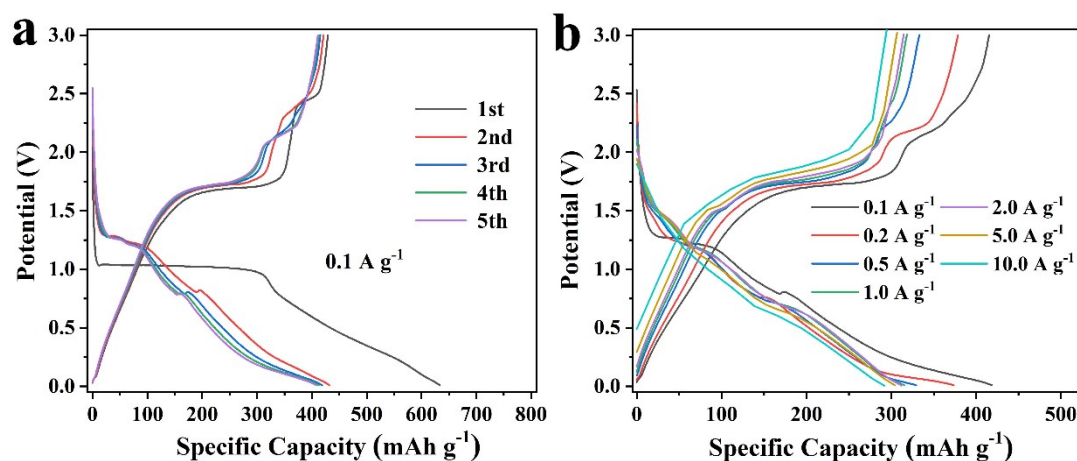 a
3.0
2.5
2.0
1.5
1.0
0.5
0.0
Potential (V)
1st
2nd
3rd
4th
5th
0.1 A g⁻¹
0 100 200 300 400 500 600 700 800
Specific Capacity (mAh g⁻¹)
b
3.0
2.5
2.0
1.5
1.0
0.5
0.0
Potential (V)
0.1 A g⁻¹ 2.0 A g⁻¹
0.2 A g⁻¹ 5.0 A g⁻¹
0.5 A g⁻¹ 10.0 A g⁻¹
1.0 A g⁻¹
0 100 200 300 400 500
Specific Capacity (mAh g⁻¹)